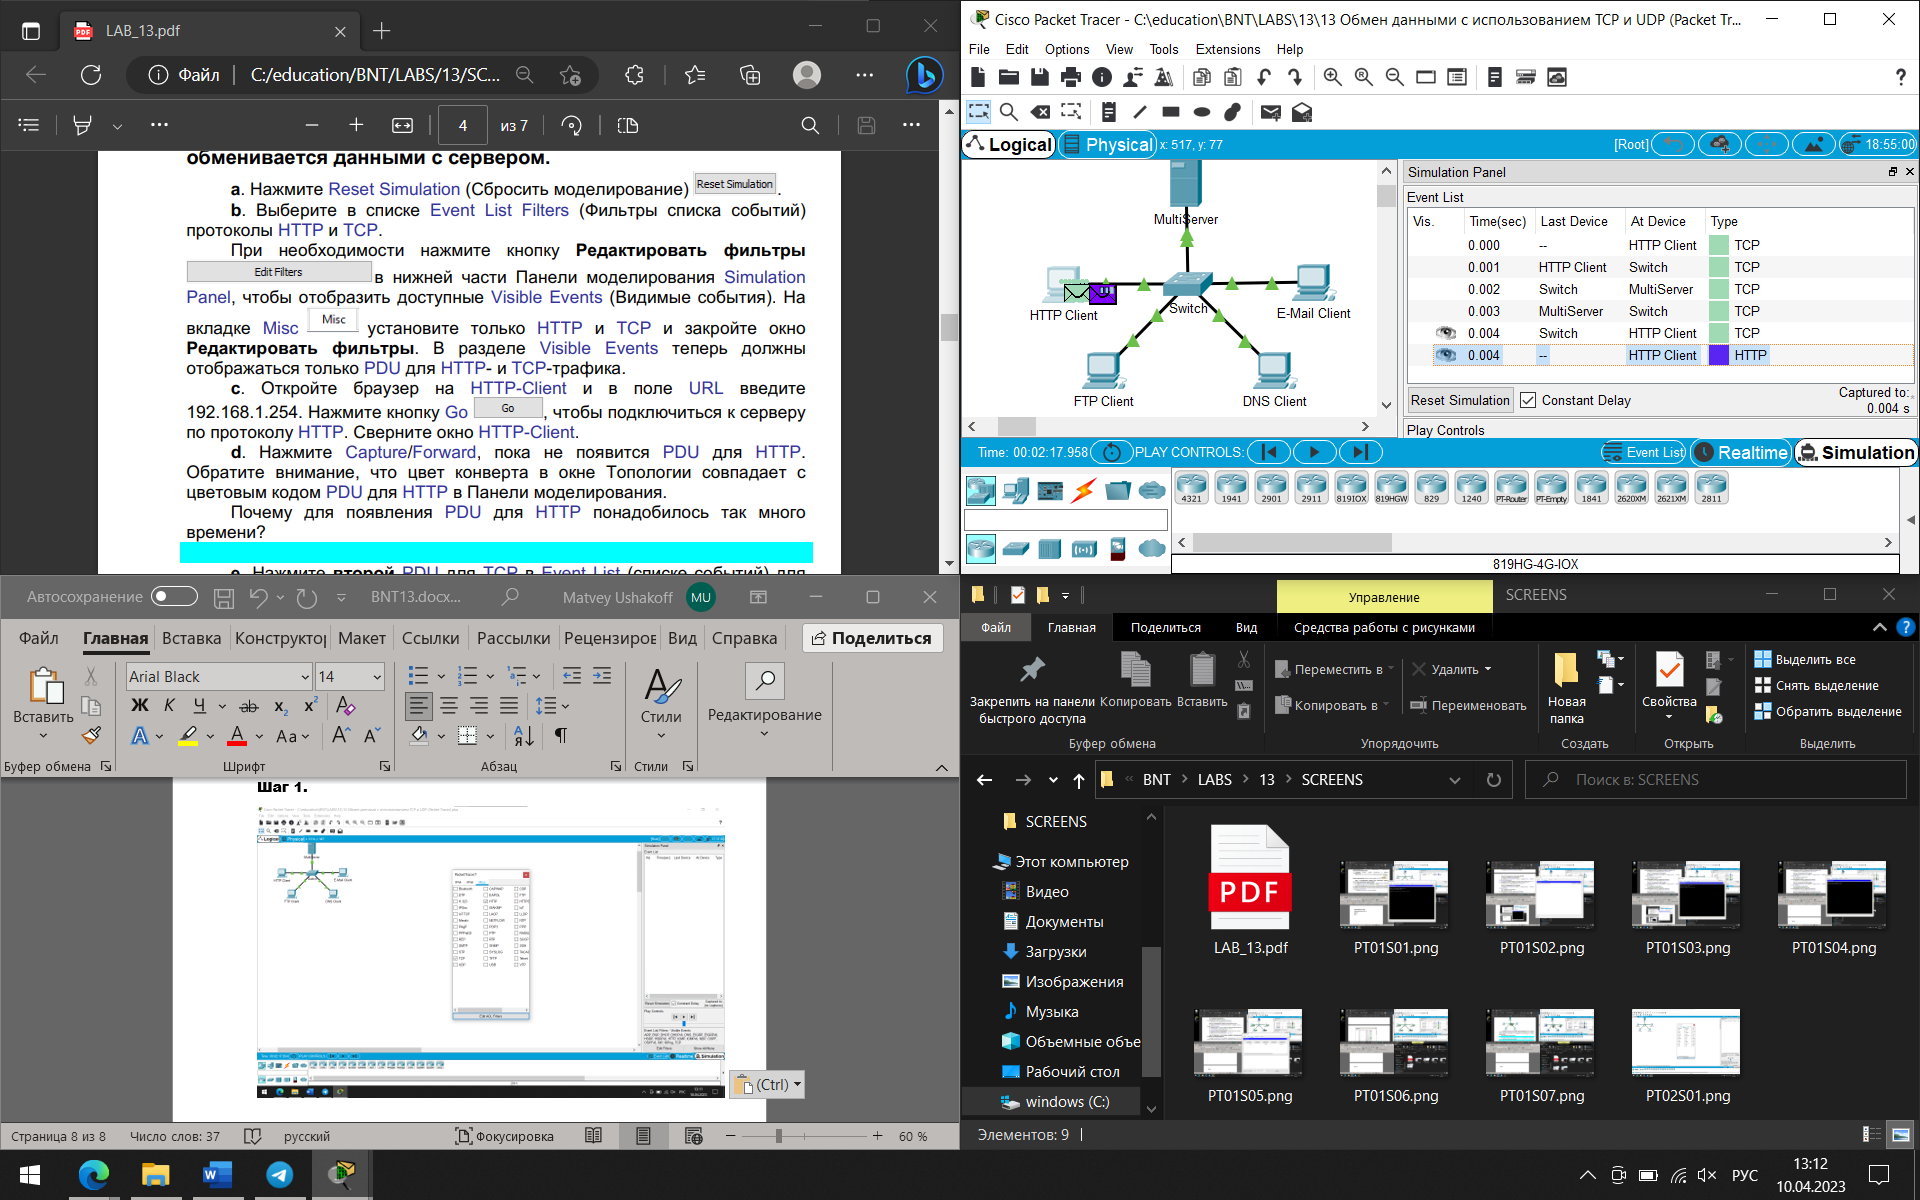 LAB_13.pdf
Файл
C:/education/BNT/LABS/13/SC...
4
из 7
обменивается данными с сервером.
a. Нажмите Reset Simulation (Сбросить моделирование) Reset Simulation .
b. Выберите в списке Event List Filters (Фильтры списка событий)
протоколы HTTP и TCP.
При необходимости нажмите кнопку Редактировать фильтры
Edit Filters в нижней части Панели моделирования Simulation
Panel, чтобы отобразить доступные Visible Events (Видимые события). На
вкладке Misc Misc установите только HTTP и TCP и закройте окно
Редактировать фильтры. В разделе Visible Events теперь должны
отображаться только PDU для HTTP- и TCP-трафика.
c. Откройте браузер на HTTP-Client и в поле URL введите
192.168.1.254. Нажмите кнопку Go Go , чтобы подключиться к серверу
по протоколу HTTP. Сверните окно HTTP-Client.
d. Нажмите Capture/Forward, пока не появится PDU для HTTP.
Обратите внимание, что цвет конверта в окне Топологии совпадает с
цветовым кодом PDU для HTTP в Панели моделирования.
Почему для появления PDU для HTTP понадобилось так много
времени?
e. Нажмите второй PDU для TCP в Event List (списке событий) для
Cisco Packet Tracer - C:\education\BNT\LABS\13\13 Обмен данными с использованием TCP и UDP (Packet Tr...
File Edit Options View Tools Extensions Help
?
Logical
Physical
x: 517, y: 77
[Root]
18:55:00
MultiServer
HTTP Client
Switch
E-Mail Client
FTP Client
DNS Client
Simulation Panel
Event List
Vis. Time(sec) Last Device At Device Type
0.000 -- HTTP Client TCP
0.001 HTTP Client Switch TCP
0.002 Switch MultiServer TCP
0.003 MultiServer Switch TCP
0.004 Switch HTTP Client TCP
0.004 -- HTTP Client HTTP
Reset Simulation
Constant Delay
Captured to:
0.004 s
Play Controls
Time: 00:02:17.958
PLAY CONTROLS:
Event List
Realtime
Simulation
4321 1941 2901 2911 819IOX 819HGW 829 1240 PT-Router PT-Empty 1841 2620XM 2621XM 2811
819HG-4G-IOX
Автосохранение
BNT13.docx...
Matvey Ushakoff
MU
Файл Главная Вставка Конструктор Макет Ссылки Рассылки Рецензиров Вид Справка
Поделиться
Вставить
Arial Black
14
Ж К Ч ab x₂ x²
A A Aa A A
Стили
Редактирование
Буфер обмена
Шрифт
Абзац
Стили
Шаг 1.
(Ctrl)
Страница 8 из 8
Число слов: 37
русский
Фокусировка
60 %
Управление
SCREENS
Файл Главная Поделиться Вид Средства работы с рисунками
Закрепить на панели
быстрого доступа
Копировать
Вставить
Переместить в
Копировать в
Удалить
Переименовать
Новая
папка
Свойства
Выделить все
Снять выделение
Обратить выделение
Буфер обмена
Упорядочить
Создать
Открыть
Выделить
BNT
LABS
13
SCREENS
Поиск в: SCREENS
SCREENS
Этот компьютер
Видео
Документы
Загрузки
Изображения
Музыка
Объемные объе
Рабочий стол
windows (C:)
PDF
LAB_13.pdf
PT01S01.png
PT01S02.png
PT01S03.png
PT01S04.png
PT01S05.png
PT01S06.png
PT01S07.png
PT02S01.png
Элементов: 9
РУС
13:12
10.04.2023